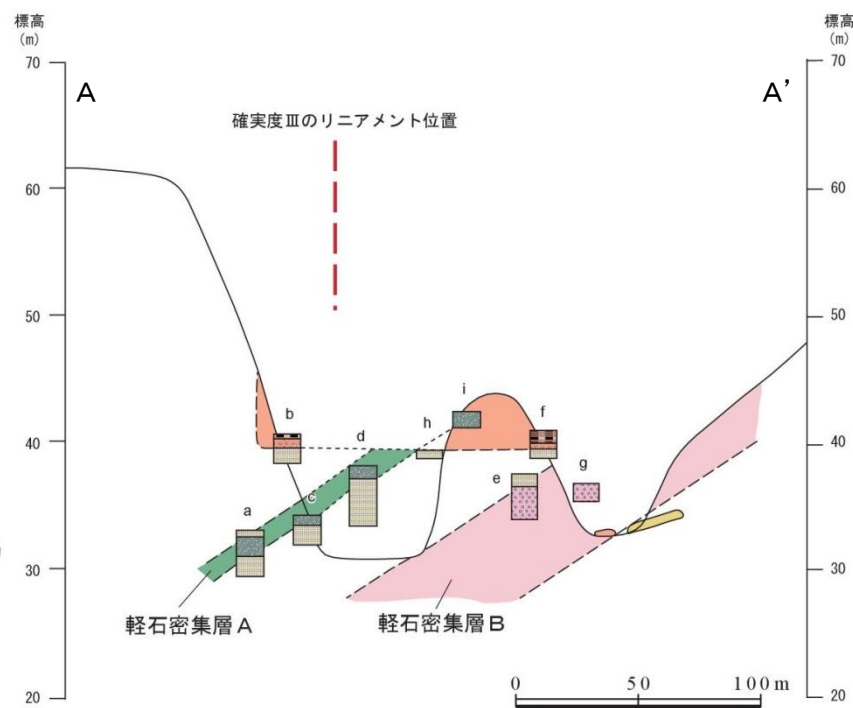 標高
(m)
標高
(m)
70
70
A
A’
確実度Ⅲのリニアメント位置
60
60
50
50
i
b
f
d
h
40
40
e
g
c
a
30
30
軽石密集層A
軽石密集層B
0
50
100m
20
20